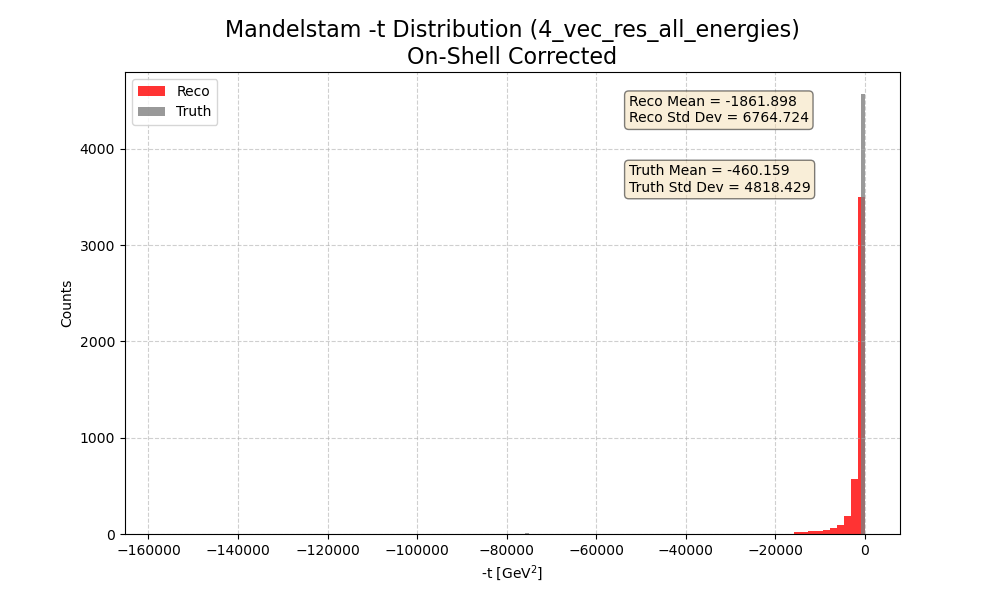 Mandelstam -t Distribution (4_vec_res_all_energies)
On-Shell Corrected
Reco
Truth
Reco Mean = -1861.898
Reco Std Dev = 6764.724
Truth Mean = -460.159
Truth Std Dev = 4818.429
4000
3000
2000
1000
0
Counts
−160000 −140000 −120000 −100000 −80000 −60000 −40000 −20000 0
-t [GeV²]